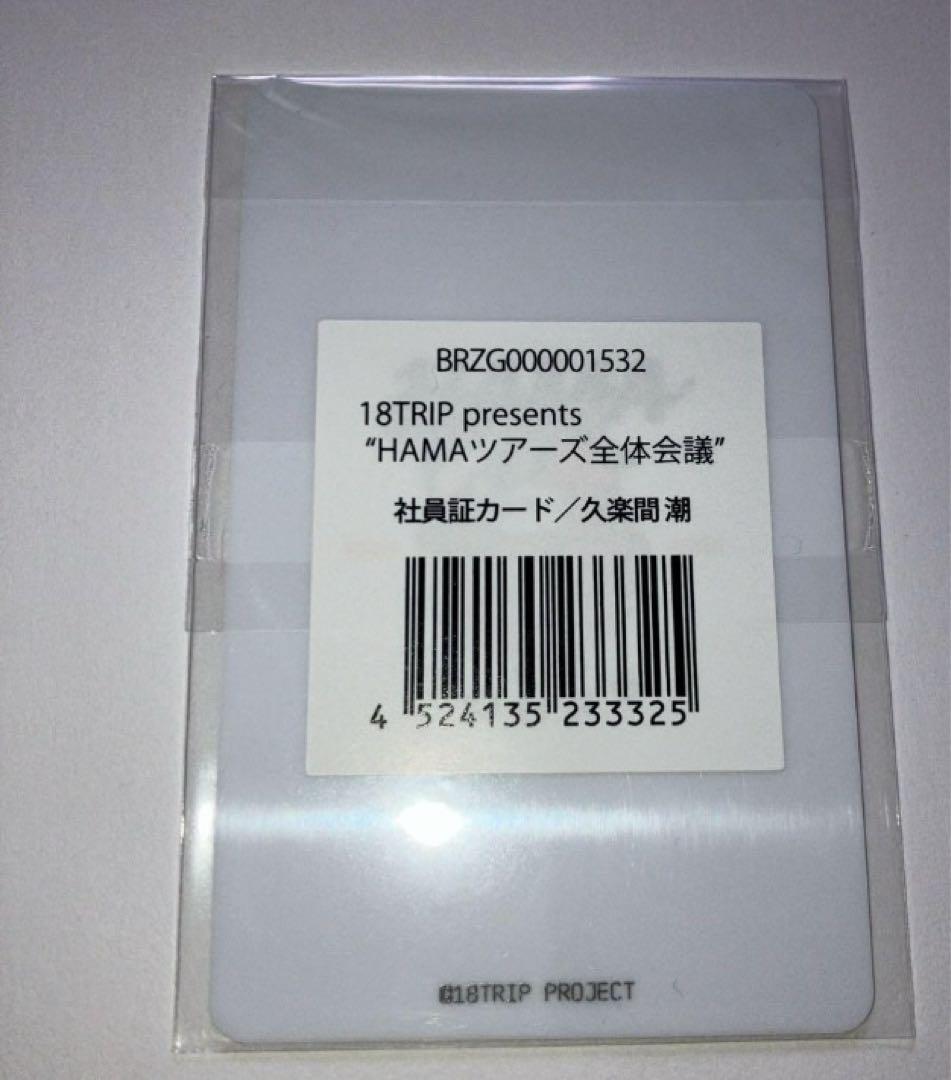 BRZG000001532
18TRIP presents
“HAMAツアーズ全体会議”
社員証カード／久楽間 潮
4 524135 233325
©18TRIP PROJECT